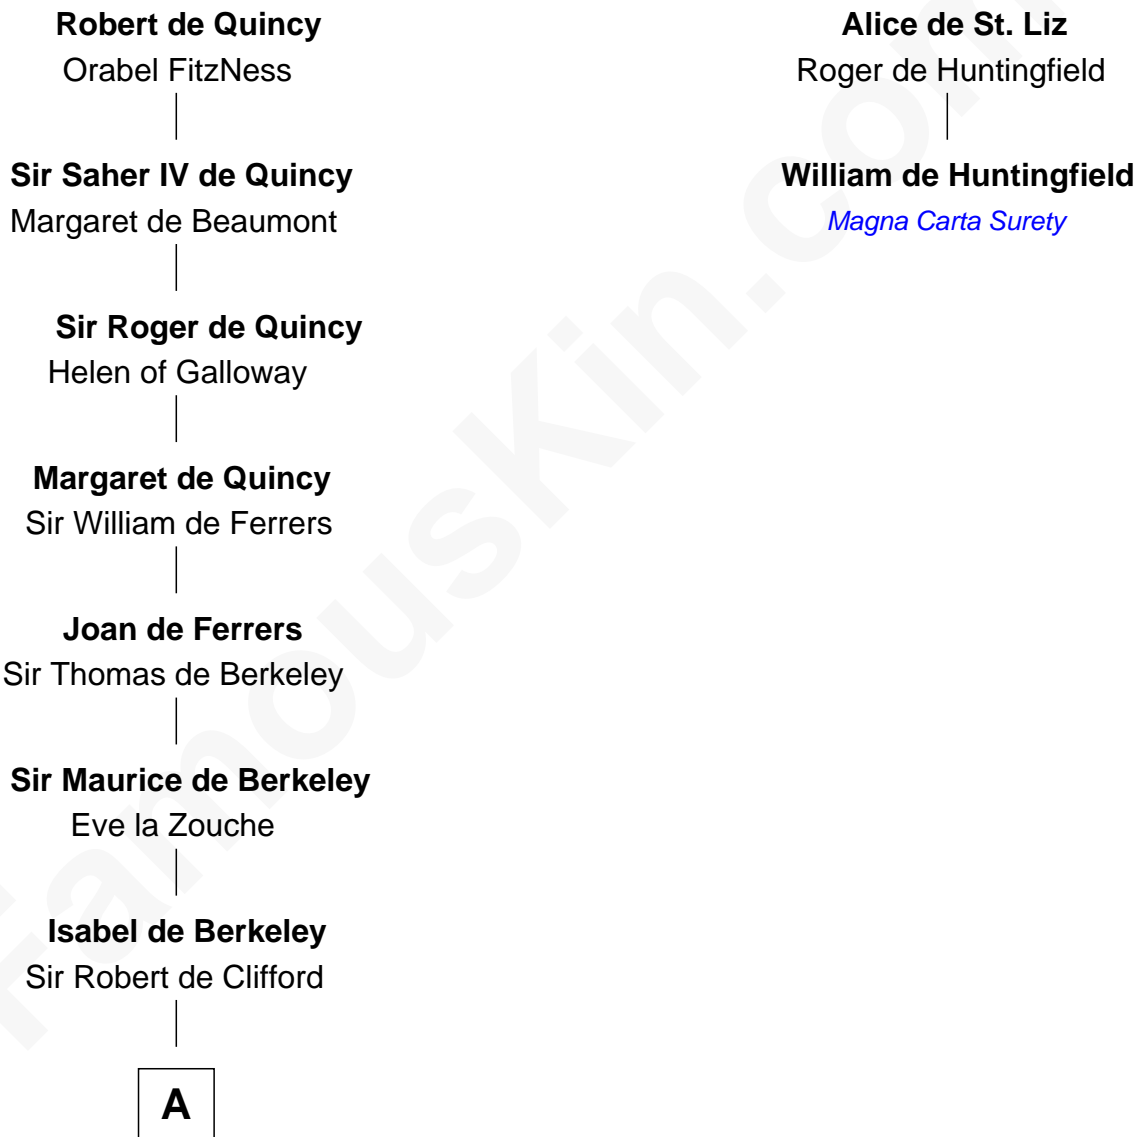 Robert de Quincy
Orabel FitzNess
Sir Saher IV de Quincy
Margaret de Beaumont
Sir Roger de Quincy
Helen of Galloway
Margaret de Quincy
Sir William de Ferrers
Joan de Ferrers
Sir Thomas de Berkeley
Sir Maurice de Berkeley
Eve la Zouche
Isabel de Berkeley
Sir Robert de Clifford
A
Alice de St. Liz
Roger de Huntingfield
William de Huntingfield
Magna Carta Surety
FamousKin.com